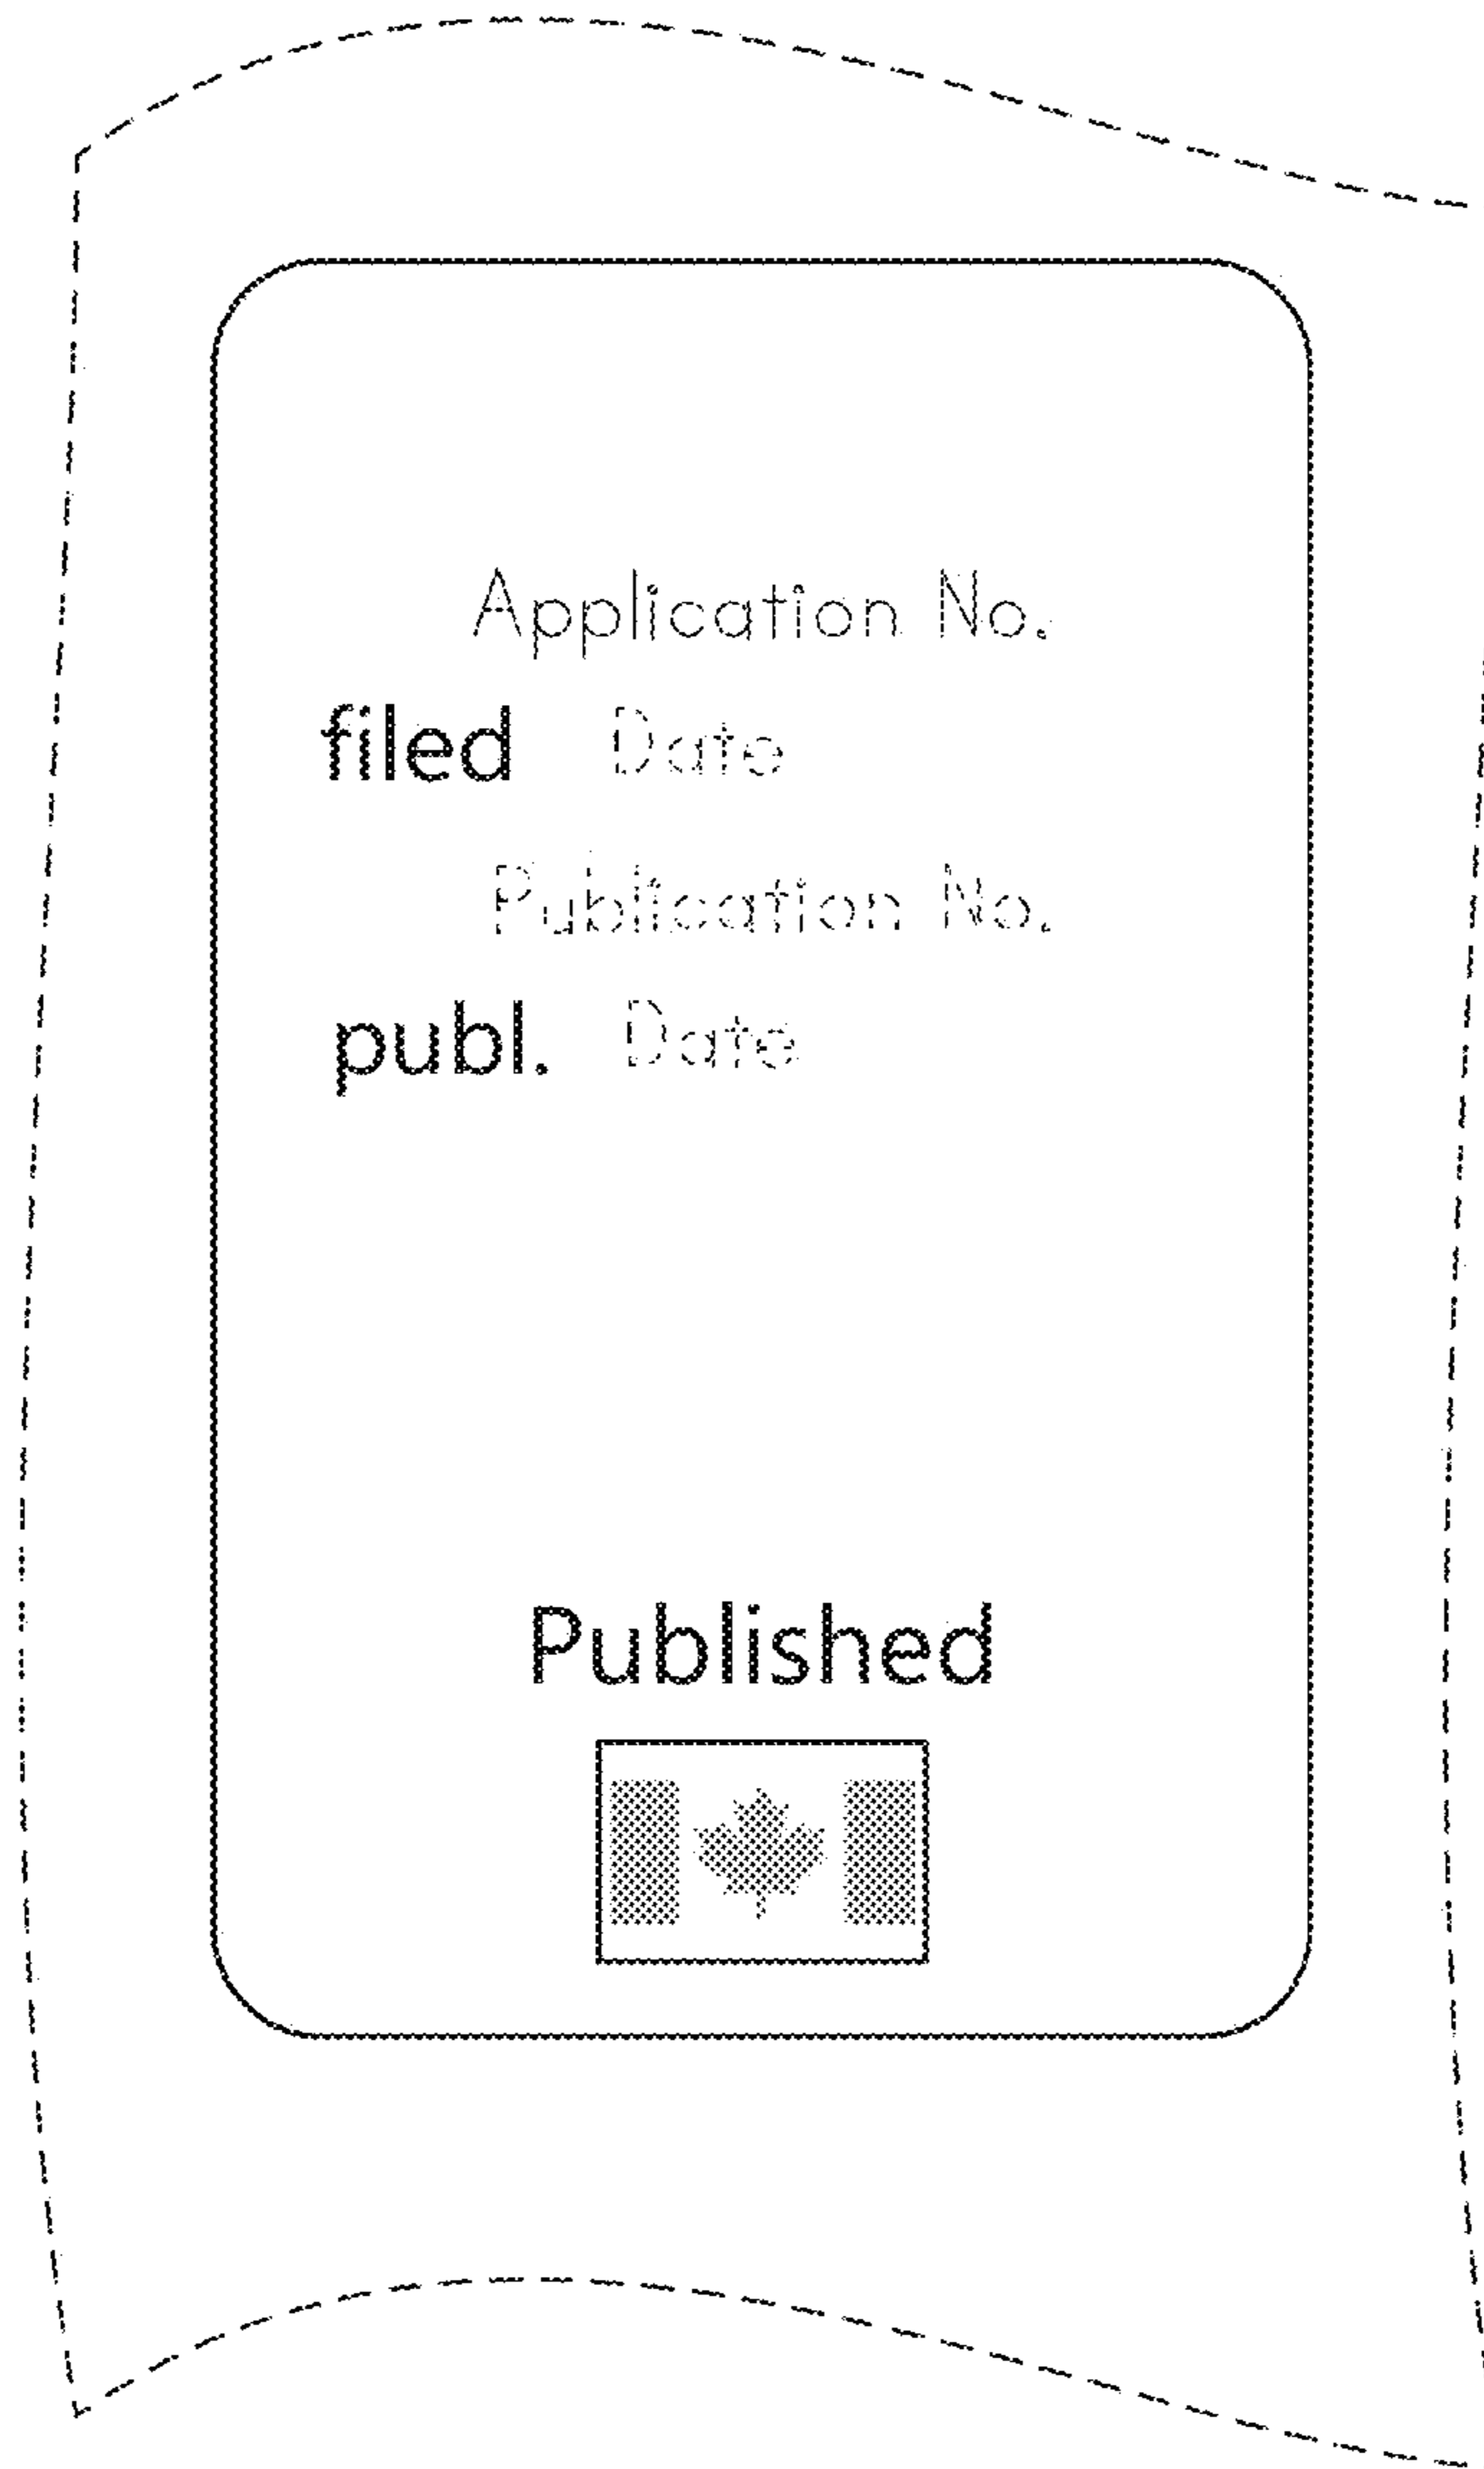 Application No.
filed Date
Publication No.
publ. Date
Published